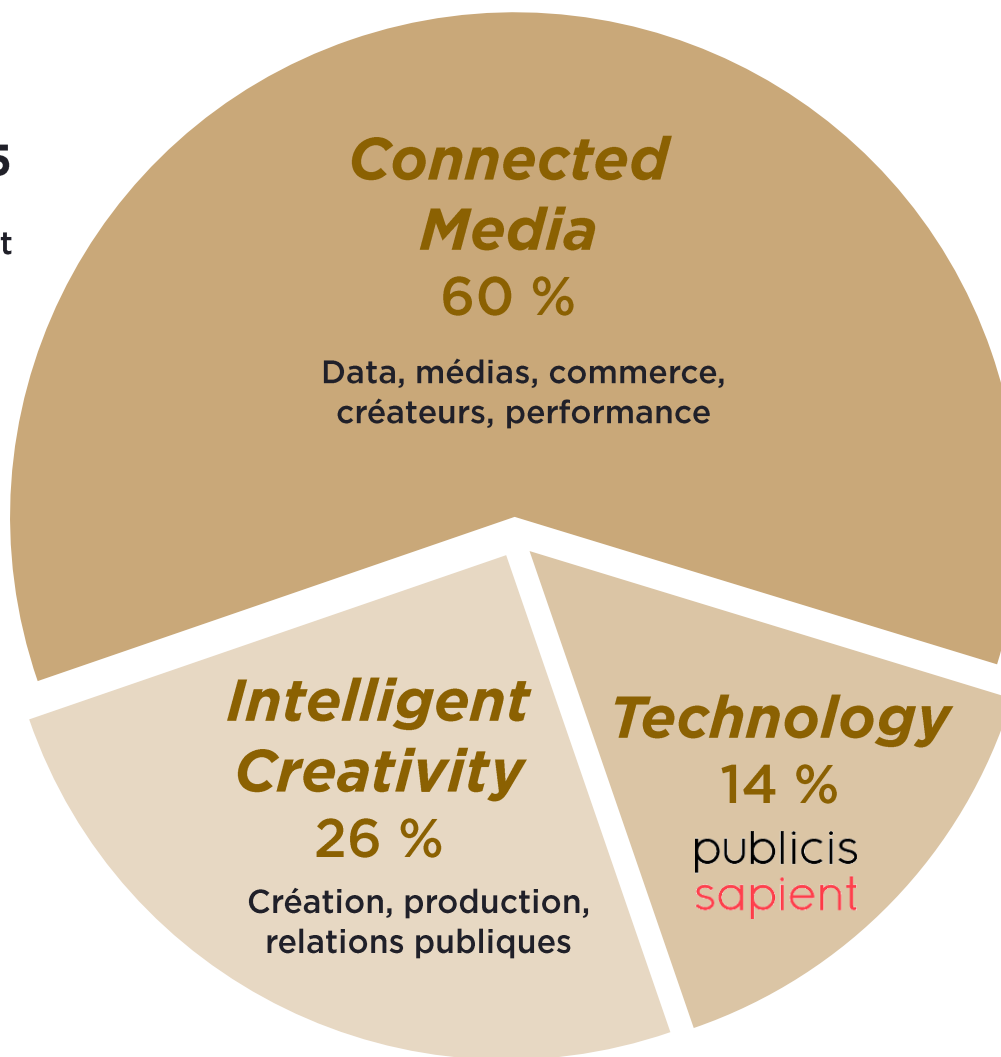 5
t
Connected
Media
60 %
Data, médias, commerce,
créateurs, performance
Intelligent
Creativity
26 %
Création, production,
relations publiques
Technology
14 %
publicis
sapient